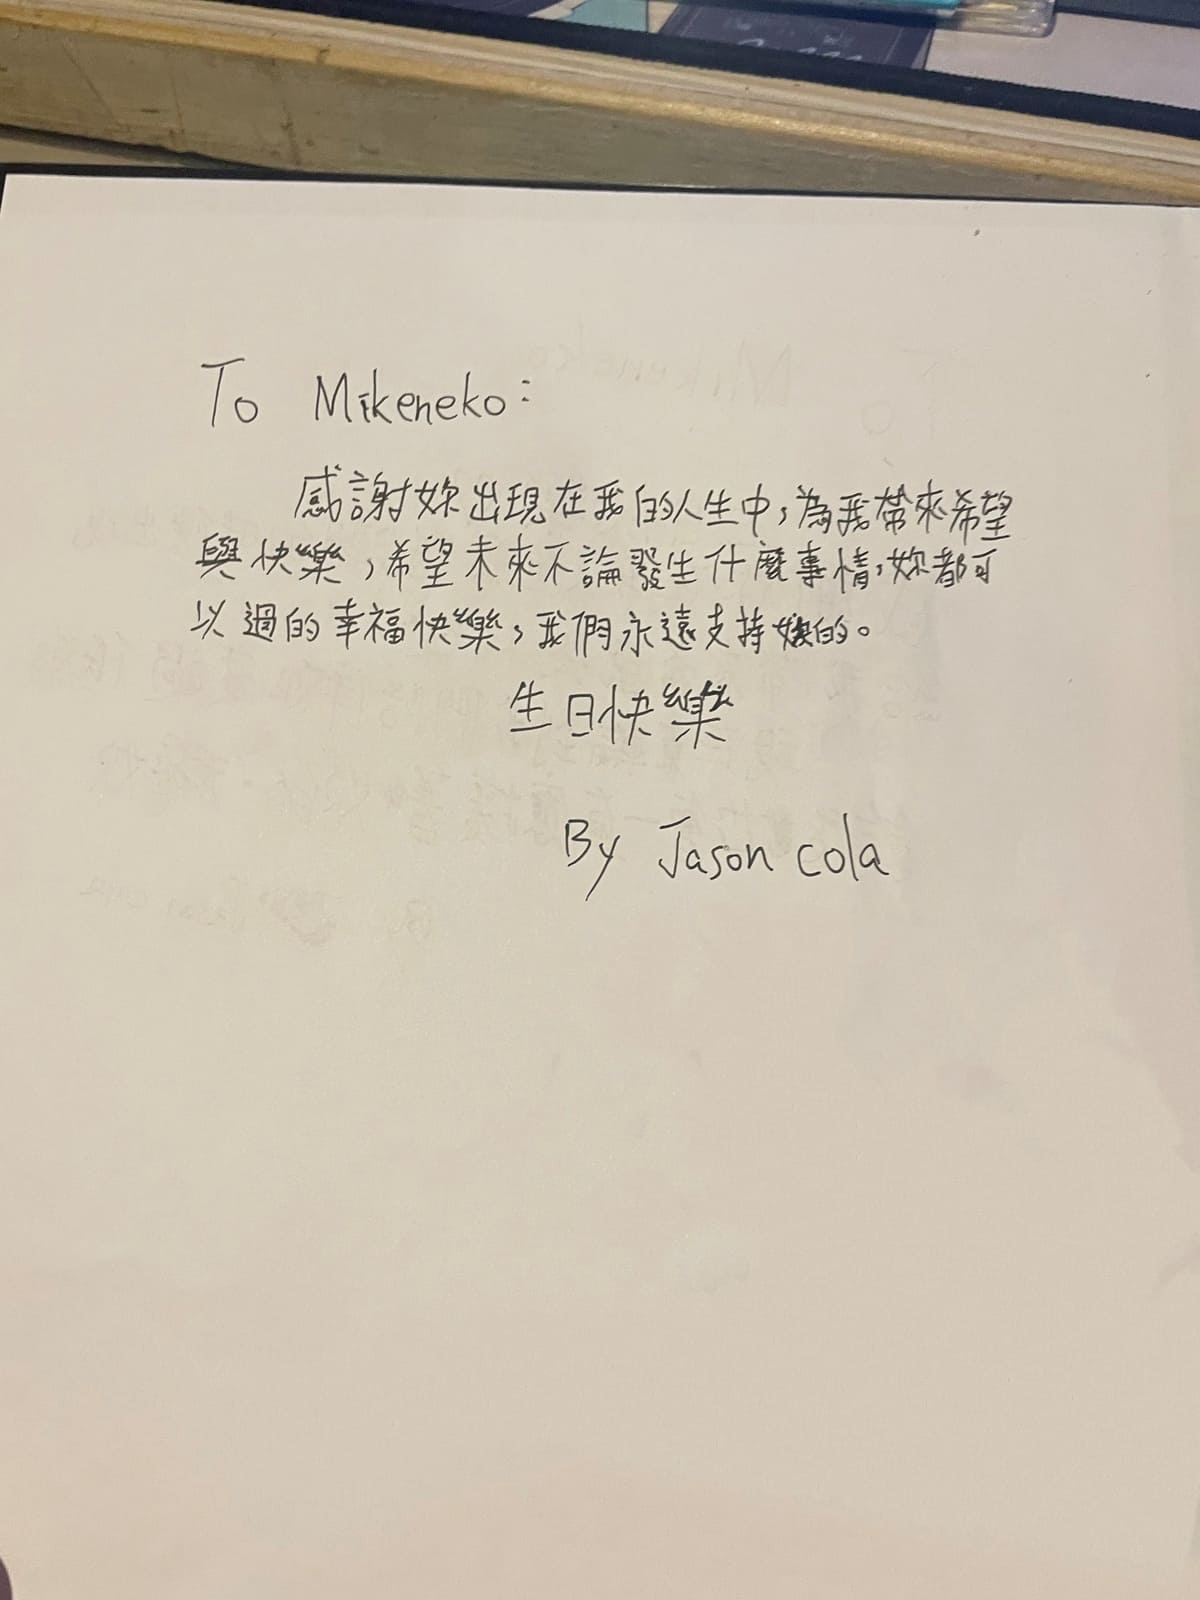 To Mikeneko:
感謝妳出現在我的人生中,為我帶來希望
與快樂,希望未來不論發生什麼事情,妳都可
以過的幸福快樂,我們永遠支持妳的。
生日快樂
By Jason cola